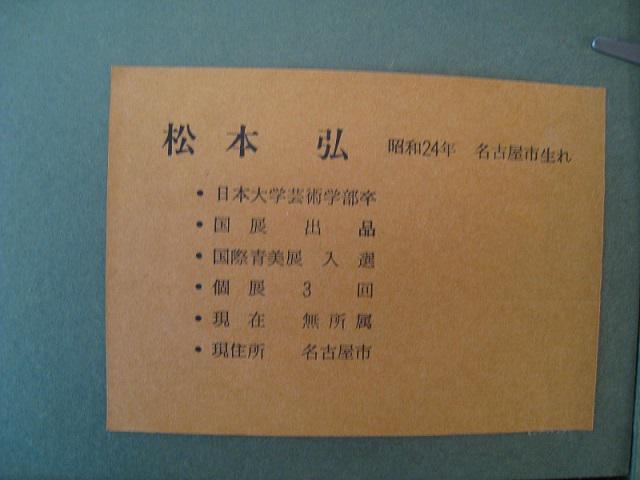 松本 弘 昭和24年 名古屋市生れ
・日本大学芸術学部卒
・国展 出品
・国際青美展 入選
・個展 3回
・現在 無所属
・現住所 名古屋市